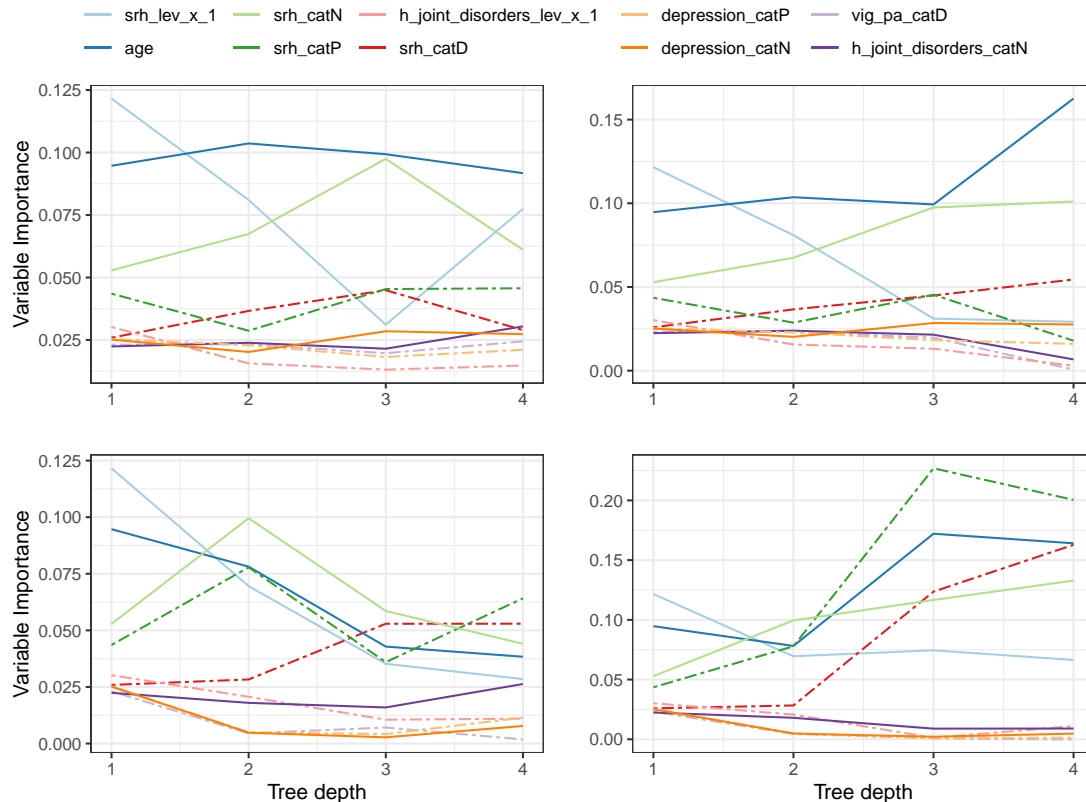 srh_lev_x_1 srh_catN h_joint_disorders_lev_x_1 depression_catP vig_pa_catD
age srh_catP srh_catD depression_catN h_joint_disorders_catN
Variable Importance
0.125
0.100
0.075
0.050
0.025
1 2 3 4
0.15
0.10
0.05
0.00
1 2 3 4
Variable Importance
0.125
0.100
0.075
0.050
0.025
0.000
1 2 3 4
Tree depth
0.20
0.15
0.10
0.05
0.00
1 2 3 4
Tree depth